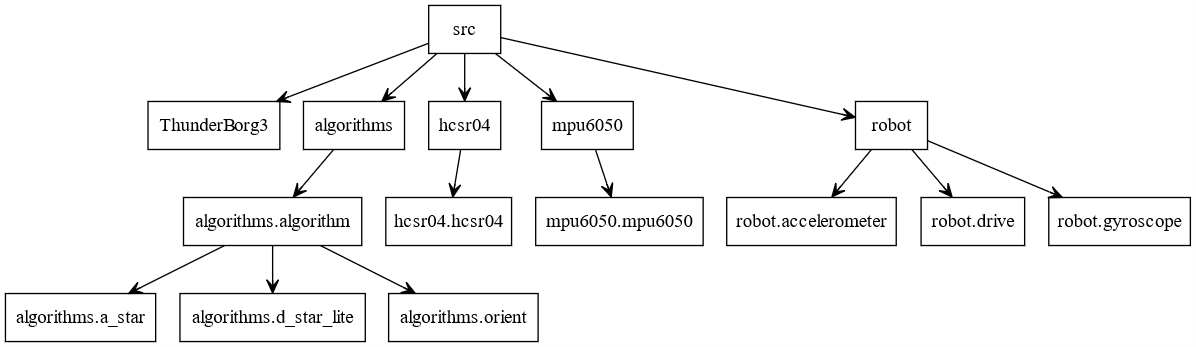 src
ThunderBorg3
algorithms
hcsr04
mpu6050
robot
algorithms.algorithm
hcsr04.hcsr04
mpu6050.mpu6050
robot.accelerometer
robot.drive
robot.gyroscope
algorithms.a_star
algorithms.d_star_lite
algorithms.orient